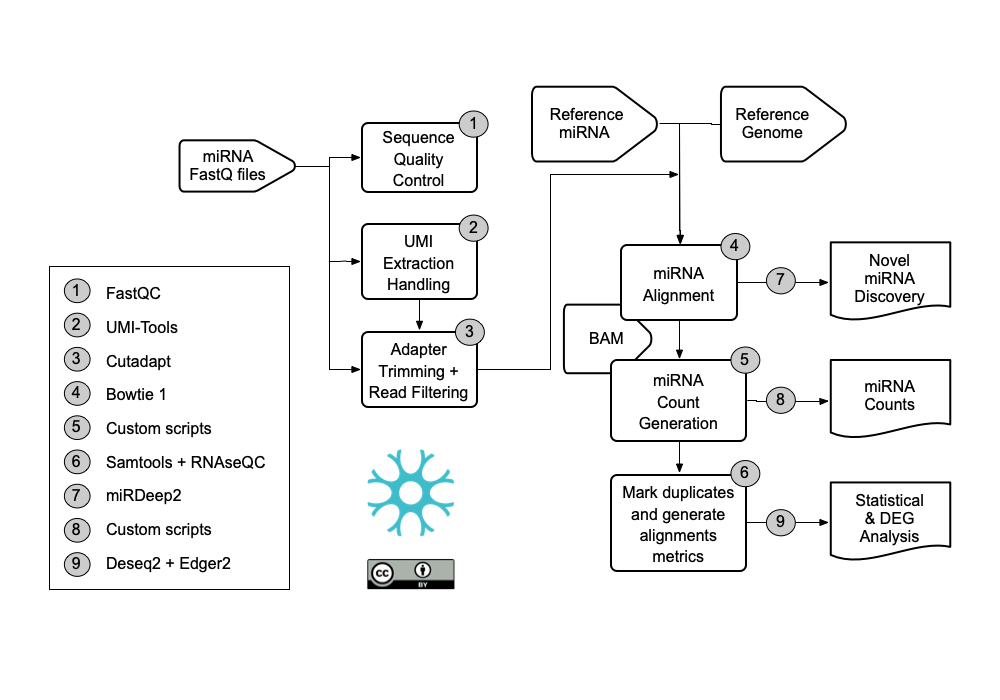 miRNA
FastQ files
1
Sequence
Quality
Control
2
UMI
Extraction
Handling
3
Adapter
Trimming +
Read Filtering
Reference
miRNA
Reference
Genome
4
miRNA
Alignment
7
Novel
miRNA
Discovery
BAM
5
miRNA
Count
Generation
8
miRNA
Counts
6
Mark duplicates
and generate
alignments
metrics
9
Statistical
& DEG
Analysis
1 FastQC
2 UMI-Tools
3 Cutadapt
4 Bowtie 1
5 Custom scripts
6 Samtools + RNAseQC
7 miRDeep2
8 Custom scripts
9 Deseq2 + Edger2
cc
BY